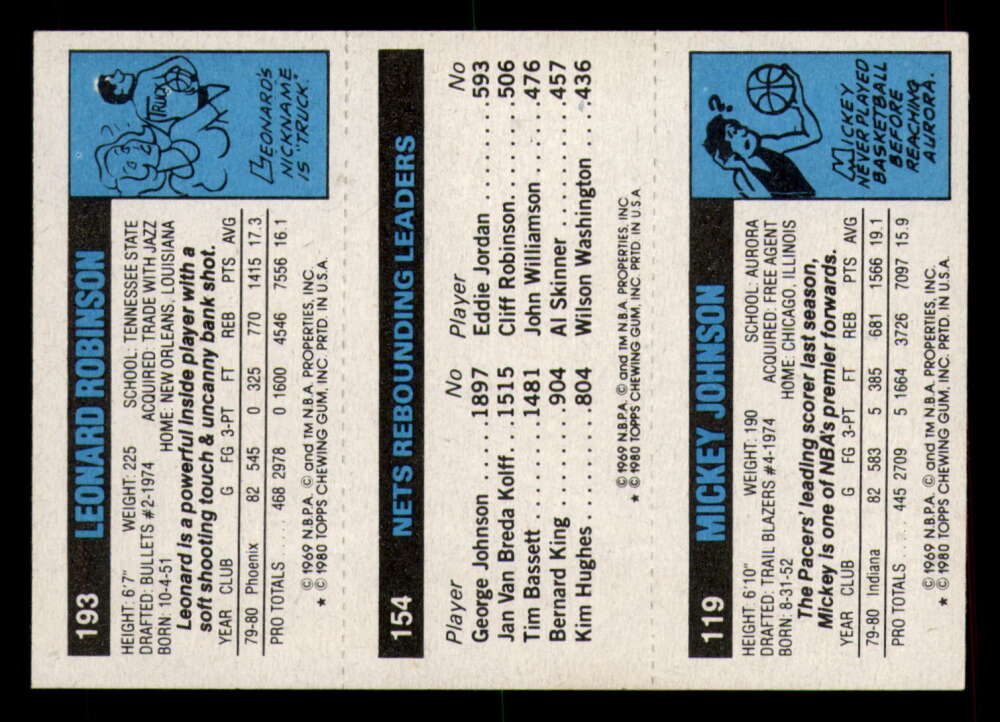 193 LEONARD ROBINSON
HEIGHT: 6'7" WEIGHT: 225 SCHOOL: TENNESSEE STATE
DRAFTED: BULLETS #2-1974 ACQUIRED: TRADE WITH JAZZ
BORN: 10-4-51 HOME: NEW ORLEANS, LOUISIANA
Leonard is a powerful inside player with a
soft shooting touch & uncanny bank shot.
YEAR CLUB G FG 3-PT FT REB PTS AVG
79-80 Phoenix 82 545 0 325 770 1415 17.3
PRO TOTALS .... 468 2978 0 1600 4546 7556 16.1
© 1969 N.B.P.A. © and TM N.B.A. PROPERTIES, INC.
★ © 1980 TOPPS CHEWING GUM, INC. PRTD. IN U.S.A.
TRUCK
LEONARD'S
NICKNAME
IS "TRUCK."
154 NETS REBOUNDING LEADERS
Player No Player No
George Johnson .....1897 Eddie Jordan ........593
Jan Van Breda Kolff..1515 Cliff Robinson.......506
Tim Bassett..........1481 John Williamson ....476
Bernard King .........904 Al Skinner ..........457
Kim Hughes..........804 Wilson Washington ...436
© 1969 N.B.P.A. © and TM N.B.A. PROPERTIES, INC.
★ © 1980 TOPPS CHEWING GUM, INC. PRTD. IN U.S.A.
119 MICKEY JOHNSON
HEIGHT: 6'10" WEIGHT: 190 SCHOOL: AURORA
DRAFTED: TRAIL BLAZERS #4-1974 ACQUIRED: FREE AGENT
BORN: 8-31-52 HOME: CHICAGO, ILLINOIS
The Pacers' leading scorer last season,
Mickey is one of NBA's premier forwards.
YEAR CLUB G FG 3-PT FT REB PTS AVG
79-80 Indiana 82 583 5 385 681 1566 19.1
PRO TOTALS .... 445 2709 5 1664 3726 7097 15.9
© 1969 N.B.P.A. © and TM N.B.A. PROPERTIES, INC.
★ © 1980 TOPPS CHEWING GUM, INC. PRTD. IN U.S.A.
?
MICKEY
NEVER PLAYED
BASKETBALL
BEFORE
REACHING
AURORA.